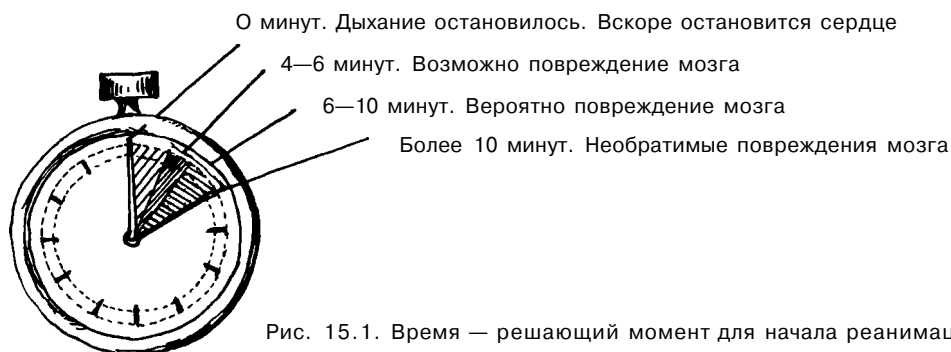 О минут. Дыхание остановилось. Вскоре остановится сердце
4—6 минут. Возможно повреждение мозга
6—10 минут. Вероятно повреждение мозга
Более 10 минут. Необратимые повреждения мозга
Рис. 15.1. Время — решающий момент для начала реанимац